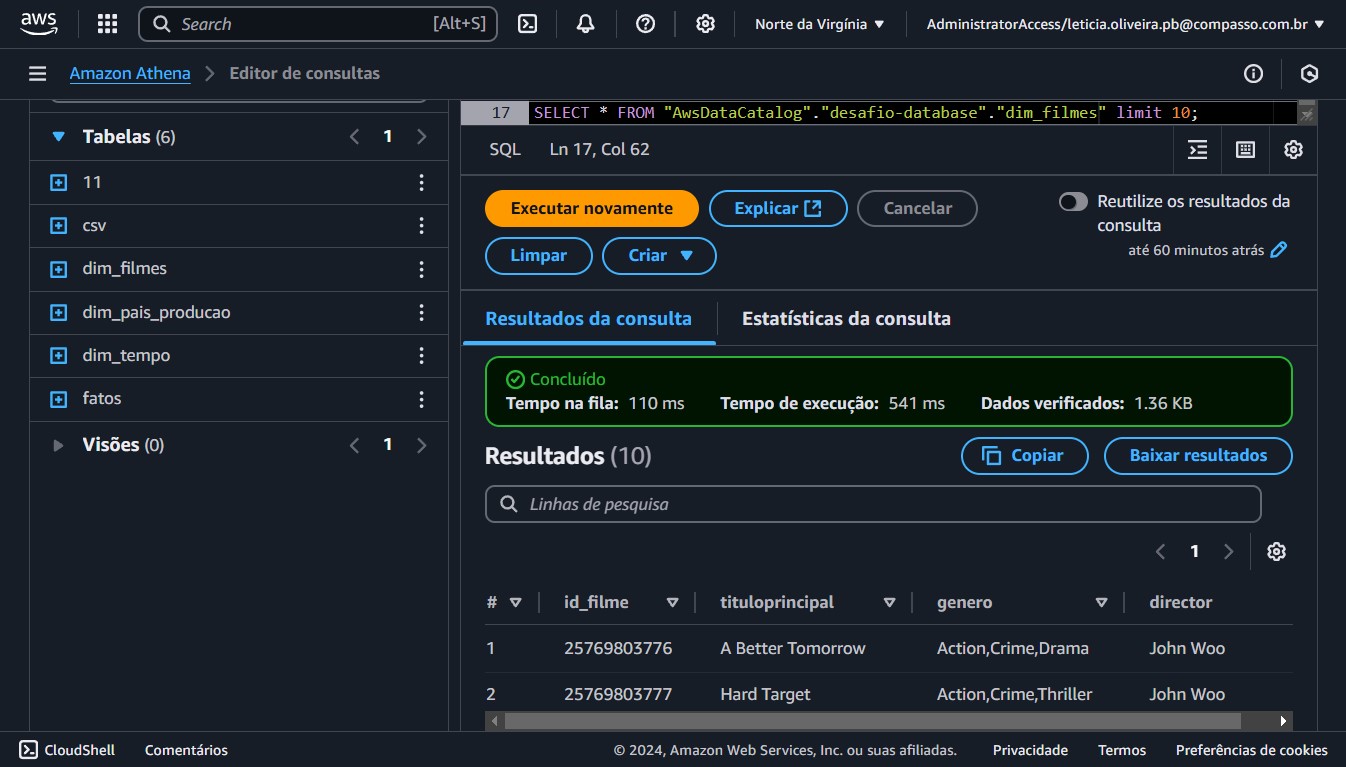 aws Search [Alt+S] Norte da Virgínia AdministratorAccess/leticia.oliveira.pb@compasso.com.br
Amazon Athena Editor de consultas
Tabelas (6) 1
11
csv
dim_filmes
dim_pais_producao
dim_tempo
fatos
Visões (0) 1
17 SELECT * FROM "AwsDataCatalog"."desafio-database"."dim_filmes" limit 10;
SQL Ln 17, Col 62
Executar novamente Explicar Cancelar
Limpar Criar
Reutilize os resultados da
consulta
até 60 minutos atrás
Resultados da consulta Estatísticas da consulta
Concluído
Tempo na fila: 110 ms Tempo de execução: 541 ms Dados verificados: 1.36 KB
Resultados (10) Copiar Baixar resultados
Linhas de pesquisa
1
# id_filme tituloprincipal genero director
1 25769803776 A Better Tomorrow Action,Crime,Drama John Woo
2 25769803777 Hard Target Action,Crime,Thriller John Woo
CloudShell Comentários © 2024, Amazon Web Services, Inc. ou suas afiliadas. Privacidade Termos Preferências de cookies